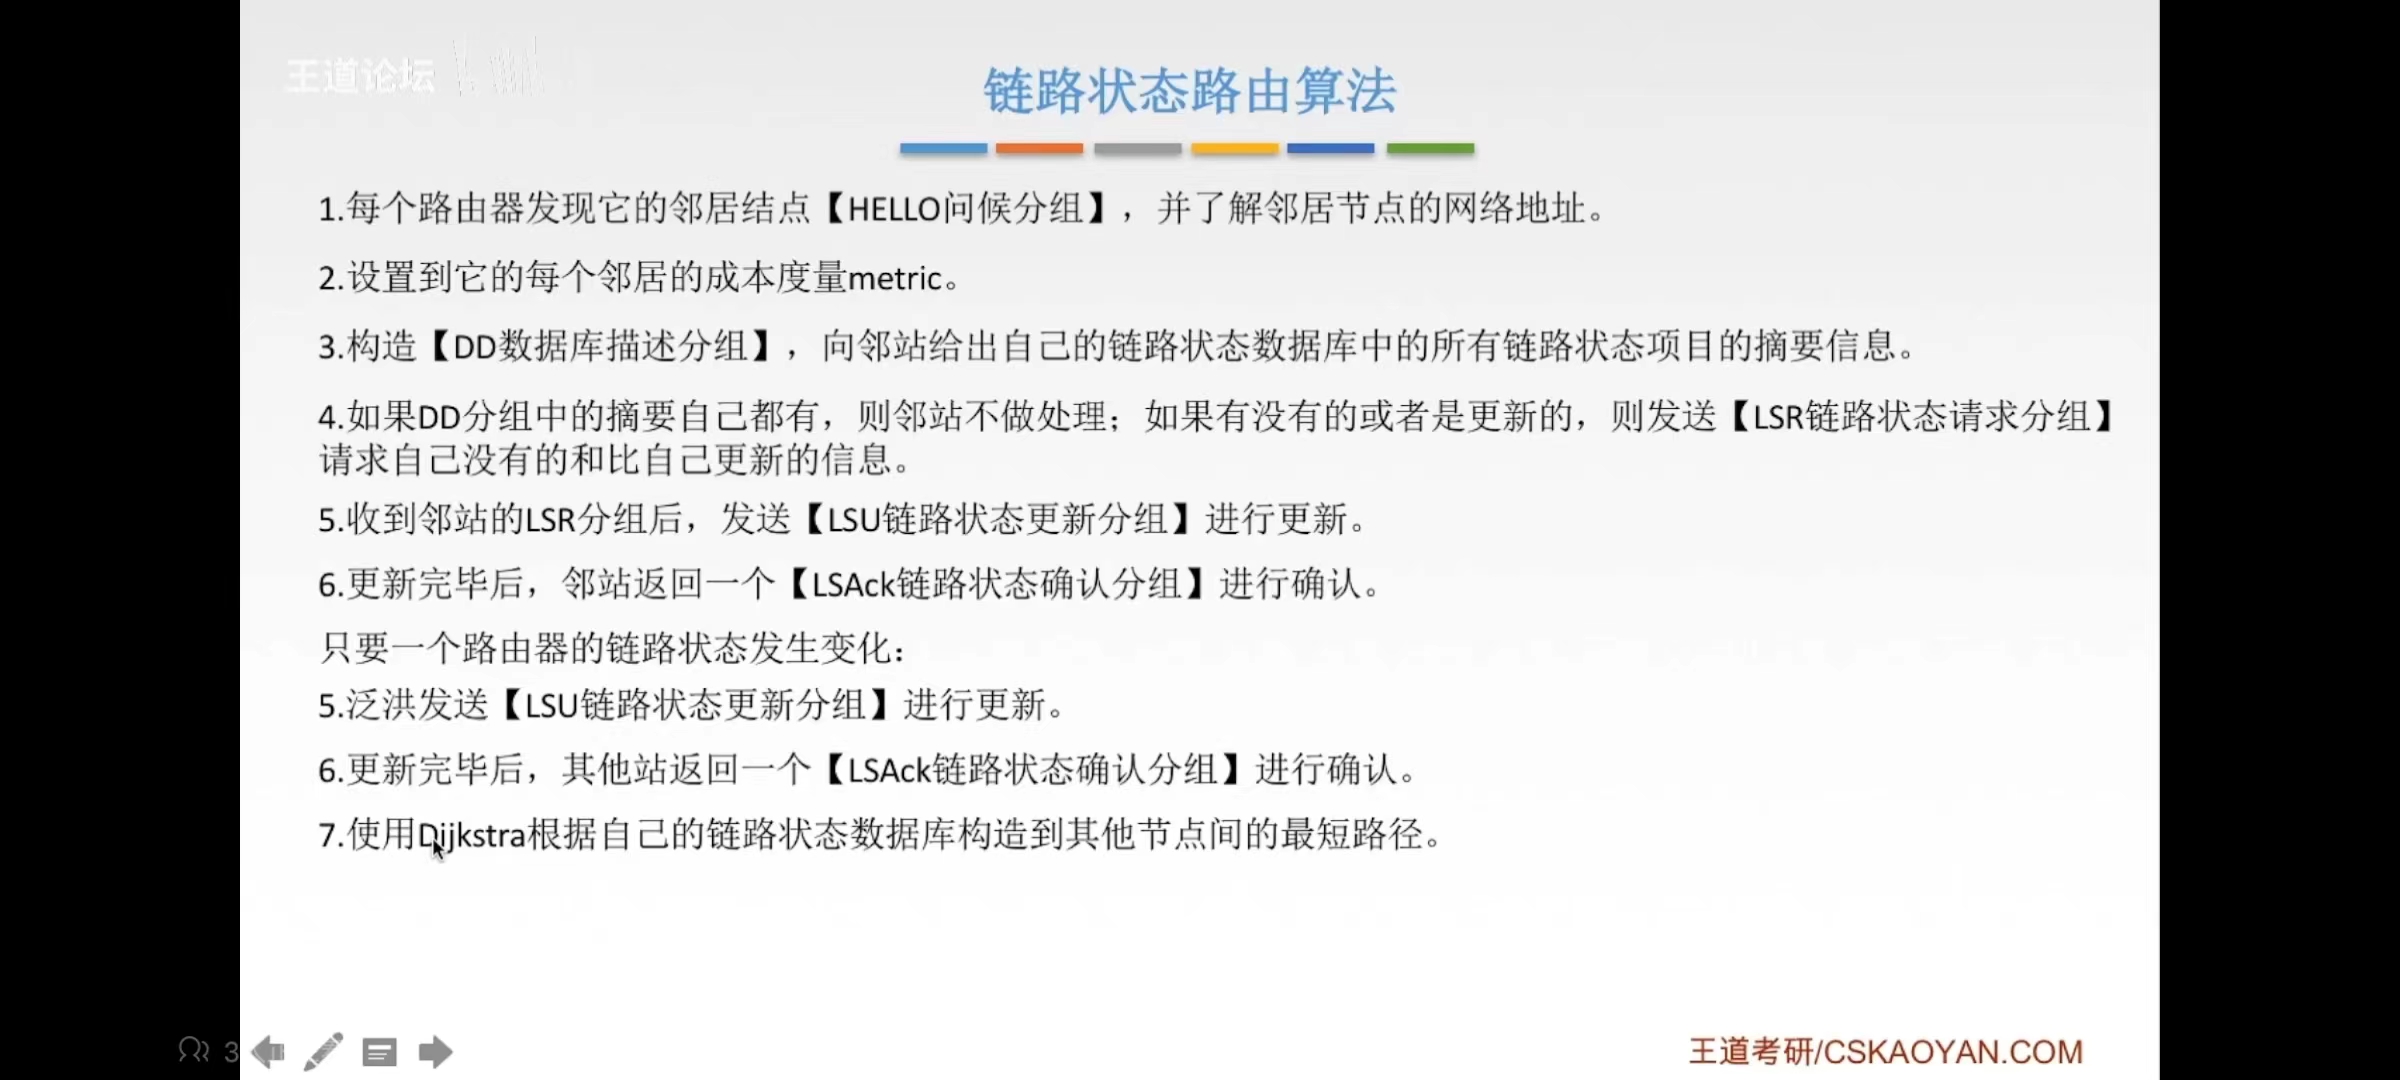 王道论坛
链路状态路由算法
1.每个路由器发现它的邻居结点【HELLO问候分组】，并了解邻居节点的网络地址。
2.设置到它的每个邻居的成本度量metric。
3.构造【DD数据库描述分组】，向邻站给出自己的链路状态数据库中的所有链路状态项目的摘要信息。
4.如果DD分组中的摘要自己都有，则邻站不做处理；如果有没有的或者是更新的，则发送【LSR链路状态请求分组】
请求自己没有的和比自己更新的信息。
5.收到邻站的LSR分组后，发送【LSU链路状态更新分组】进行更新。
6.更新完毕后，邻站返回一个【LSAck链路状态确认分组】进行确认。
只要一个路由器的链路状态发生变化：
5.泛洪发送【LSU链路状态更新分组】进行更新。
6.更新完毕后，其他站返回一个【LSAck链路状态确认分组】进行确认。
7.使用Dijkstra根据自己的链路状态数据库构造到其他节点间的最短路径。
3
王道考研/CSKAOYAN.COM